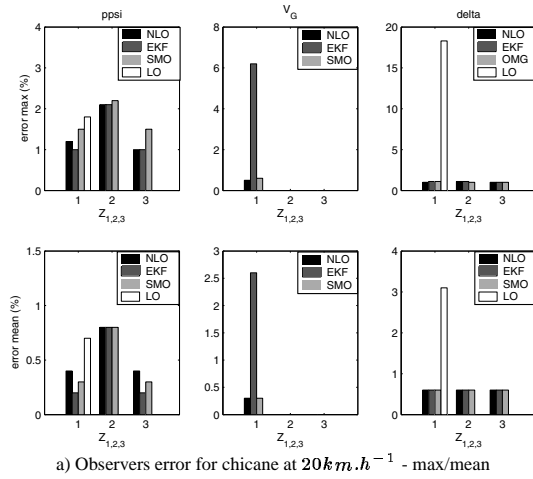 ppsi
V_G
delta
error max (%)
4
3
2
1
0
NLO
EKF
SMO
LO
1 2 3
Z_{1,2,3}
8
6
4
2
0
NLO
EKF
SMO
1 2 3
Z_{1,2,3}
20
15
10
5
0
NLO
EKF
OMG
LO
1 2 3
Z_{1,2,3}
error mean (%)
1.5
1
0.5
0
NLO
EKF
SMO
LO
1 2 3
Z_{1,2,3}
3
2.5
2
1.5
1
0.5
0
NLO
EKF
SMO
1 2 3
Z_{1,2,3}
4
3
2
1
0
NLO
EKF
SMO
LO
1 2 3
Z_{1,2,3}
a) Observers error for chicane at 20km.h⁻¹ - max/mean